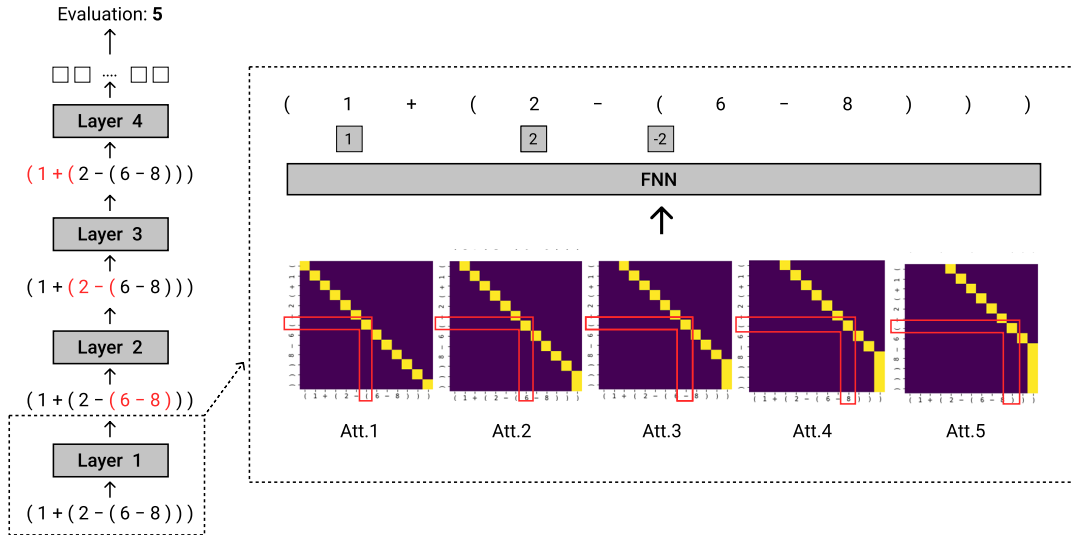 Evaluation: 5
....
Layer 4
(1+(2−(6−8)))
Layer 3
(1+(2−(6−8)))
Layer 2
(1+(2−(6−8)))
Layer 1
(1+(2−(6−8)))
( 1 + ( 2 − ( 6 − 8 ) ) )
1 2 -2
FNN
Att.1 Att.2 Att.3 Att.4 Att.5